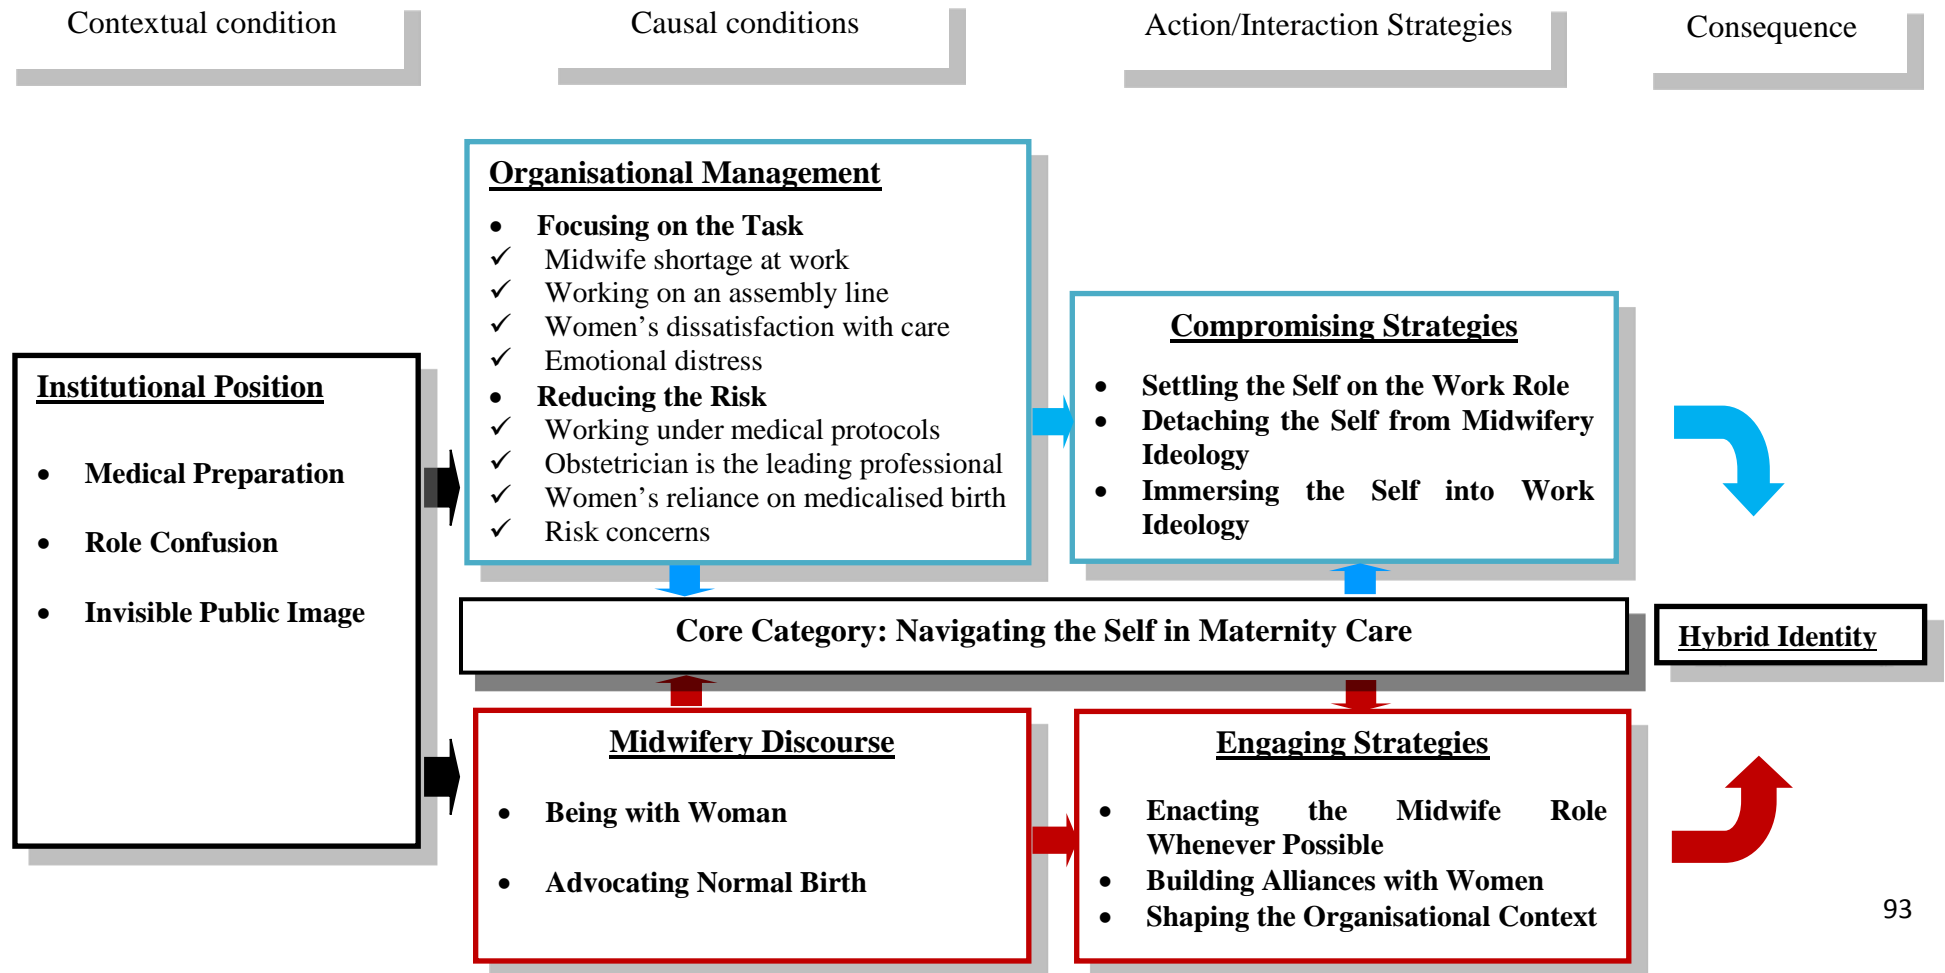 Contextual condition
Causal conditions
Action/Interaction Strategies
Consequence
Institutional Position
• Medical Preparation
• Role Confusion
• Invisible Public Image
Organisational Management
• Focusing on the Task
✓ Midwife shortage at work
✓ Working on an assembly line
✓ Women’s dissatisfaction with care
✓ Emotional distress
• Reducing the Risk
✓ Working under medical protocols
✓ Obstetrician is the leading professional
✓ Women’s reliance on medicalised birth
✓ Risk concerns
Compromising Strategies
• Settling the Self on the Work Role
• Detaching the Self from Midwifery
Ideology
• Immersing the Self into Work
Ideology
Core Category: Navigating the Self in Maternity Care
Hybrid Identity
Midwifery Discourse
• Being with Woman
• Advocating Normal Birth
Engaging Strategies
• Enacting the Midwife Role
Whenever Possible
• Building Alliances with Women
• Shaping the Organisational Context
93